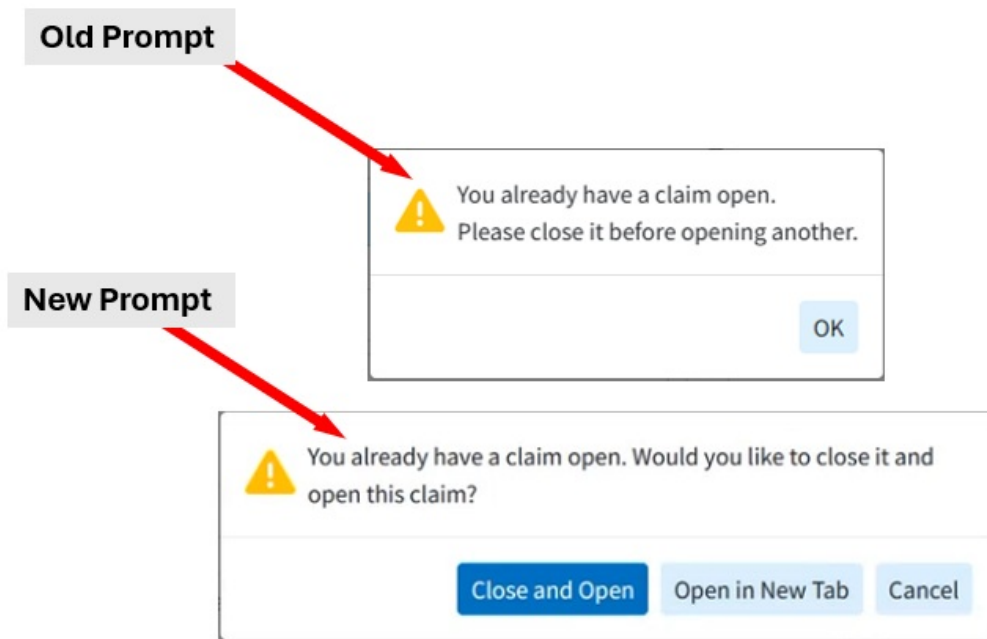 Old Prompt
You already have a claim open.
Please close it before opening another.
OK
New Prompt
You already have a claim open. Would you like to close it and
open this claim?
Close and Open
Open in New Tab
Cancel